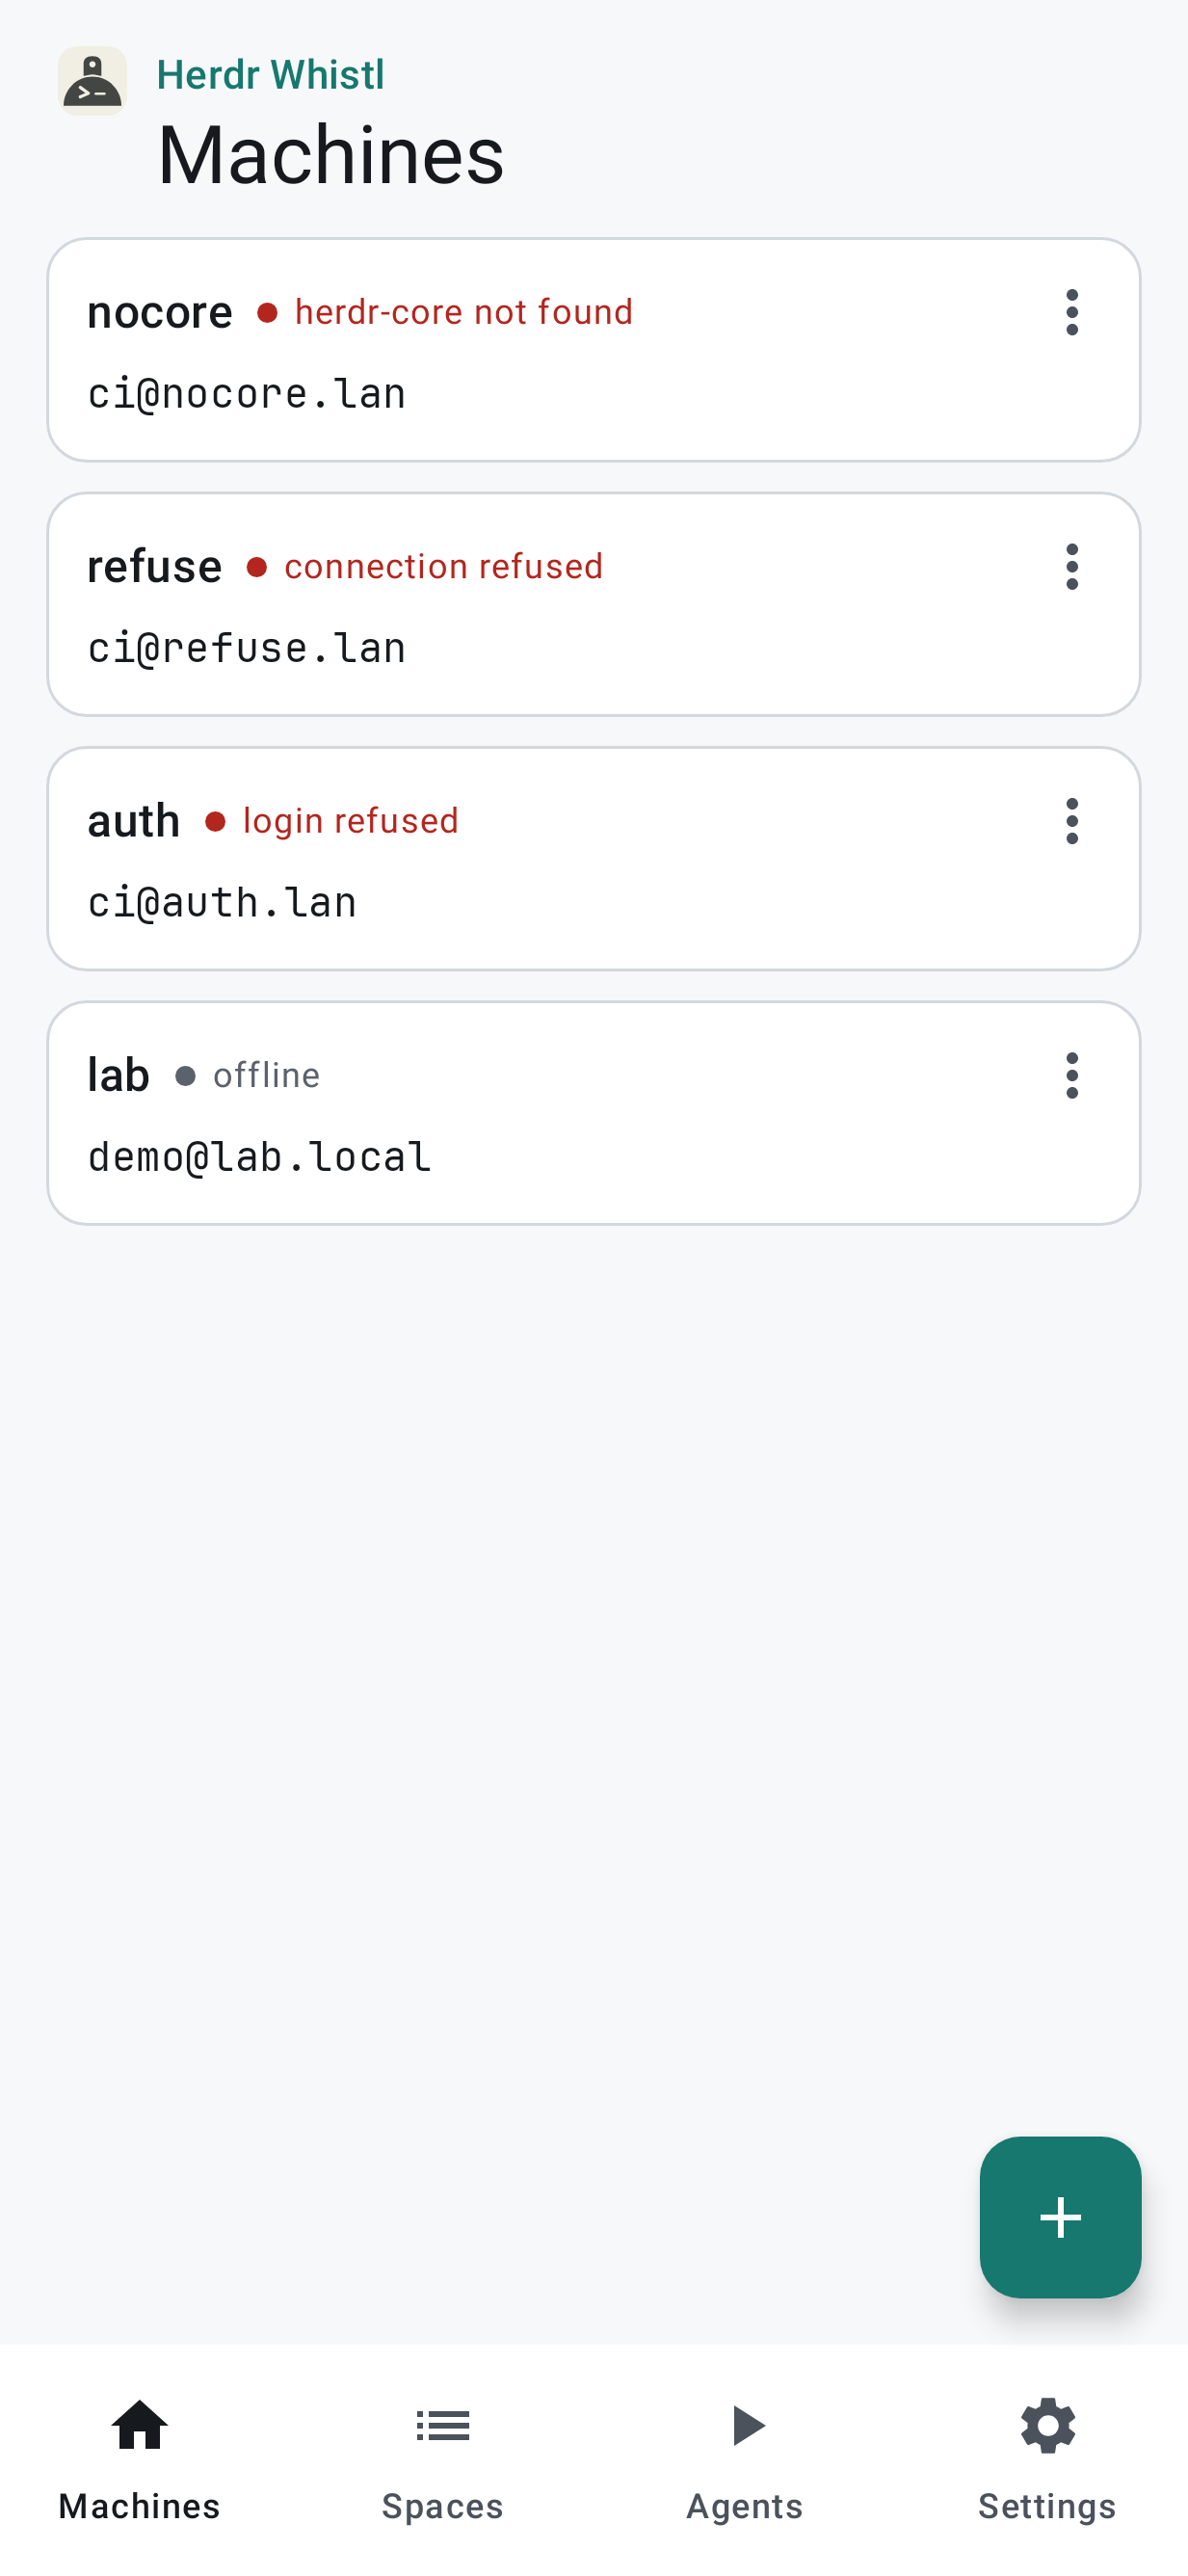 Herdr Whistl
Machines
nocore herdr-core not found
ci@nocore.lan
refuse connection refused
ci@refuse.lan
auth login refused
ci@auth.lan
lab offline
demo@lab.local
Machines Spaces Agents Settings